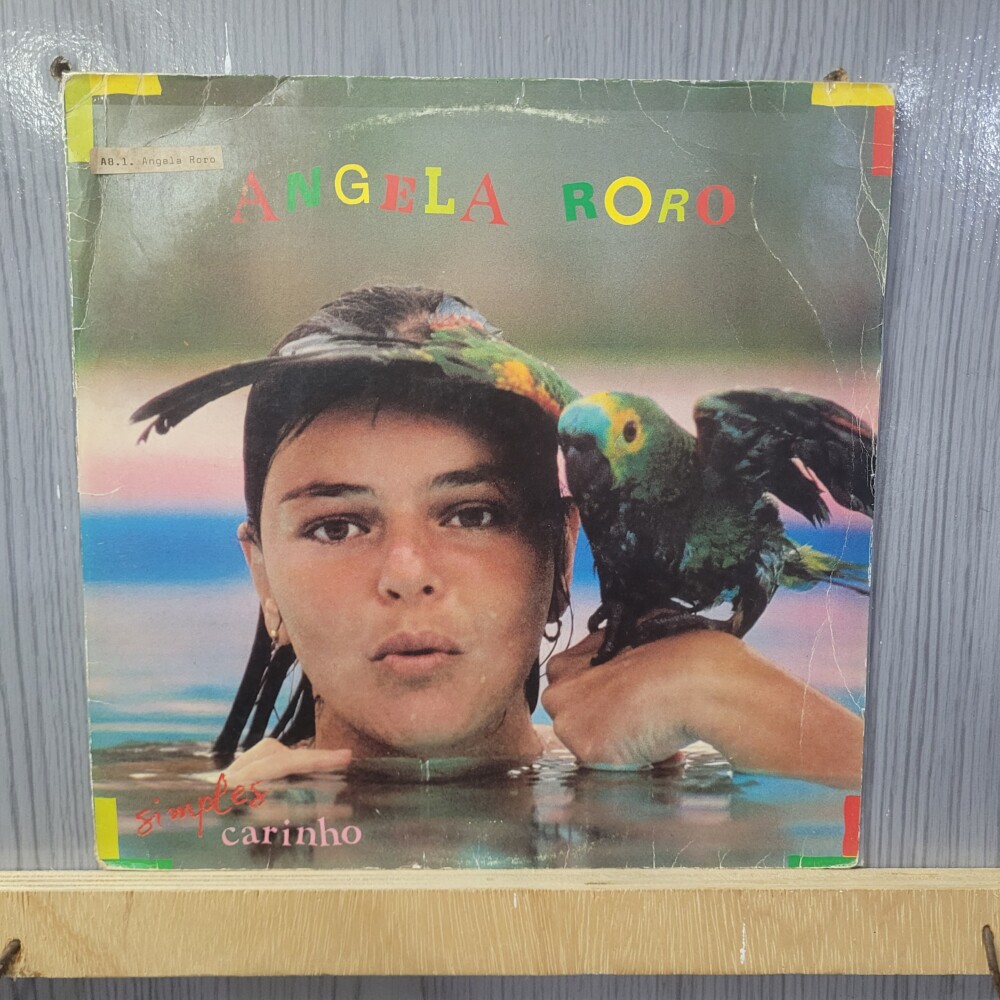 AB.1. Angela Roro
ANGELA RORO
simples
carinho